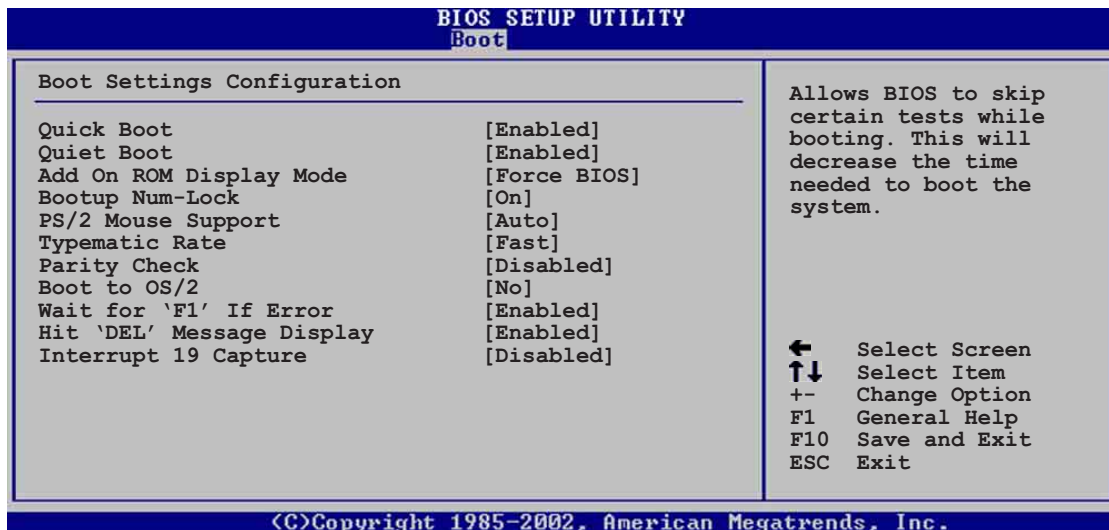 BIOS SETUP UTILITY
Boot
Boot Settings Configuration
Quick Boot [Enabled]
Quiet Boot [Enabled]
Add On ROM Display Mode [Force BIOS]
Bootup Num-Lock [On]
PS/2 Mouse Support [Auto]
Typematic Rate [Fast]
Parity Check [Disabled]
Boot to OS/2 [No]
Wait for ‘F1’ If Error [Enabled]
Hit ‘DEL’ Message Display [Enabled]
Interrupt 19 Capture [Disabled]
Allows BIOS to skip
certain tests while
booting. This will
decrease the time
needed to boot the
system.
← Select Screen
↑↓ Select Item
+- Change Option
F1 General Help
F10 Save and Exit
ESC Exit
(C)Copyright 1985-2002, American Megatrends, Inc.